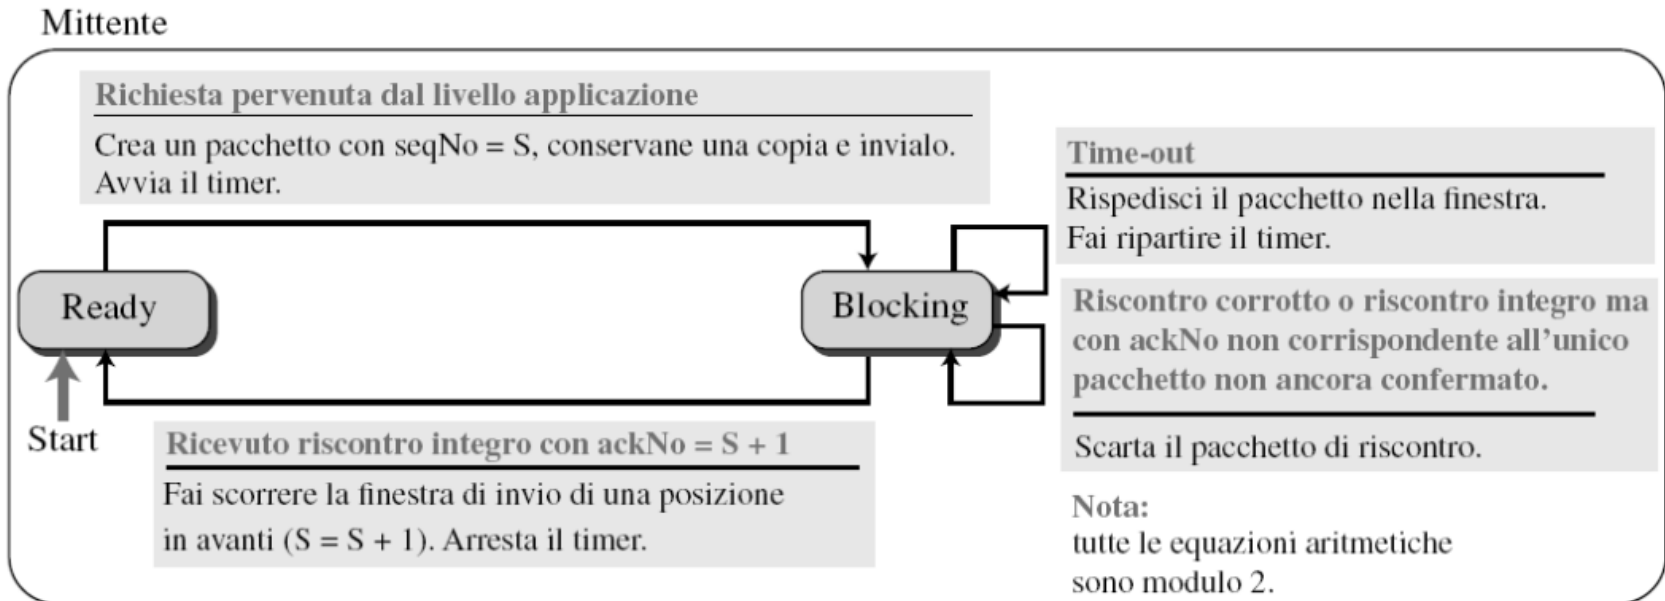 Mittente
Richiesta pervenuta dal livello applicazione
Crea un pacchetto con seqNo = S, conservane una copia e invialo.
Avvia il timer.
Time-out
Rispedisci il pacchetto nella finestra.
Fai ripartire il timer.
Ready
Blocking
Riscontro corrotto o riscontro integro ma
con ackNo non corrispondente all'unico
pacchetto non ancora confermato.
Scarta il pacchetto di riscontro.
Start
Ricevuto riscontro integro con ackNo = S + 1
Fai scorrere la finestra di invio di una posizione
in avanti (S = S + 1). Arresta il timer.
Nota:
tutte le equazioni aritmetiche
sono modulo 2.